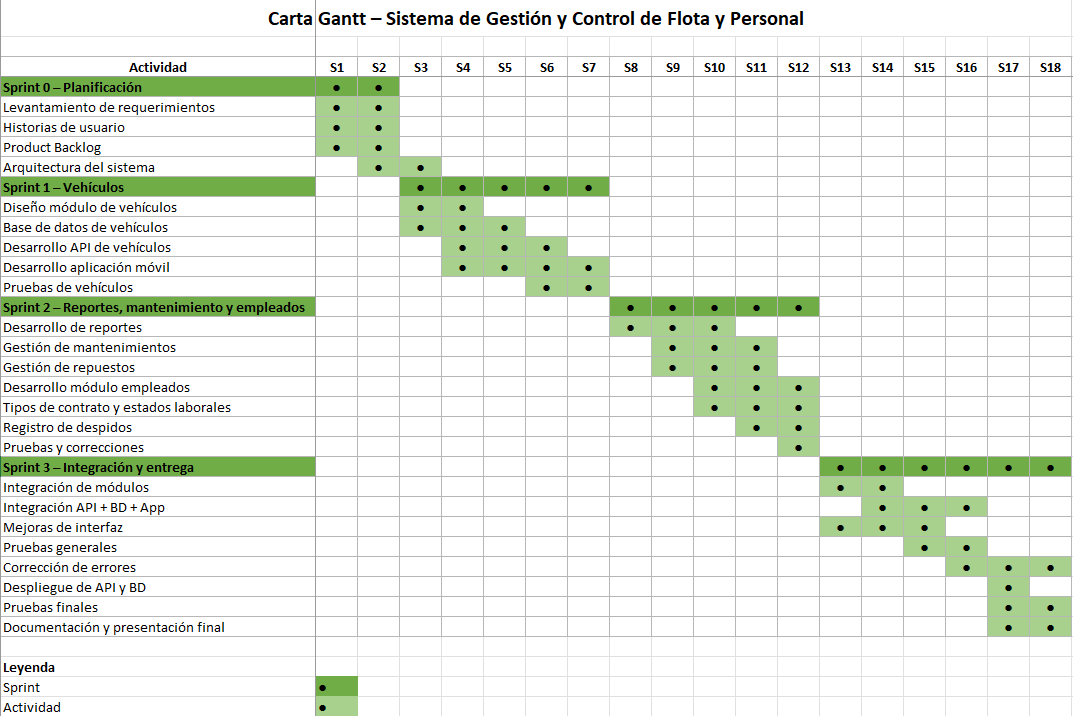 Carta Gantt – Sistema de Gestión y Control de Flota y Personal
Actividad S1 S2 S3 S4 S5 S6 S7 S8 S9 S10 S11 S12 S13 S14 S15 S16 S17 S18
Sprint 0 – Planificación ● ●
Levantamiento de requerimientos ● ●
Historias de usuario ● ●
Product Backlog ● ●
Arquitectura del sistema ● ●
Sprint 1 – Vehículos ● ● ● ● ●
Diseño módulo de vehículos ● ●
Base de datos de vehículos ● ● ●
Desarrollo API de vehículos ● ● ●
Desarrollo aplicación móvil ● ● ● ●
Pruebas de vehículos ● ●
Sprint 2 – Reportes, mantenimiento y empleados ● ● ● ● ●
Desarrollo de reportes ● ● ●
Gestión de mantenimientos ● ● ●
Gestión de repuestos ● ● ●
Desarrollo módulo empleados ● ● ●
Tipos de contrato y estados laborales ● ● ●
Registro de despidos ● ●
Pruebas y correcciones ●
Sprint 3 – Integración y entrega ● ● ● ● ● ●
Integración de módulos ● ●
Integración API + BD + App ● ● ●
Mejoras de interfaz ● ● ●
Pruebas generales ● ●
Corrección de errores ● ● ●
Despliegue de API y BD ●
Pruebas finales ● ●
Documentación y presentación final ● ●
Leyenda
Sprint ●
Actividad ●